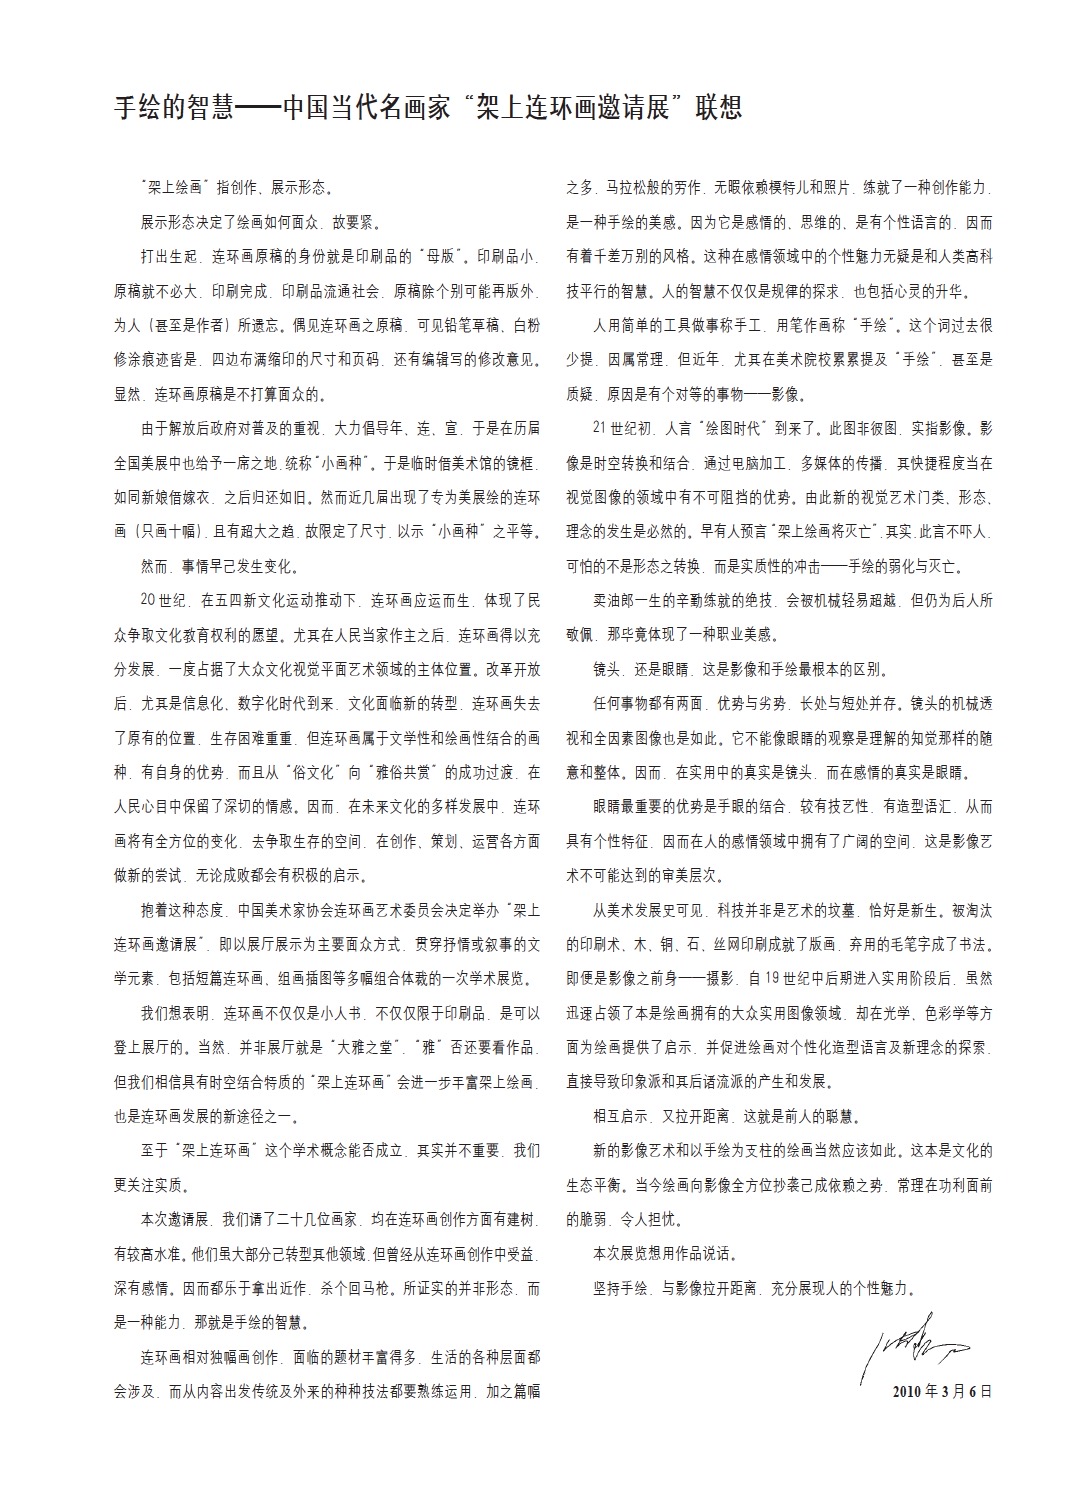 手绘的智慧——中国当代名画家“架上连环画邀请展”联想
“架上绘画”指创作、展示形态。
展示形态决定了绘画如何面众，故要紧。
打出生起，连环画原稿的身份就是印刷品的“母版”。印刷品小，
原稿就不必大，印刷完成，印刷品流通社会，原稿除个别可能再版外，
为人（甚至是作者）所遗忘。偶见连环画之原稿，可见铅笔草稿、白粉
修涂痕迹皆是，四边布满缩印的尺寸和页码，还有编辑写的修改意见。
显然，连环画原稿是不打算面众的。
由于解放后政府对普及的重视，大力倡导年、连、宣，于是在历届
全国美展中也给予一席之地，统称“小画种”。于是临时借美术馆的镜框，
如同新娘借嫁衣，之后归还如旧。然而近几届出现了专为美展绘的连环
画（只画十幅），且有超大之趋，故限定了尺寸，以示“小画种”之平等。
然而，事情早已发生变化。
20世纪，在五四新文化运动推动下，连环画应运而生，体现了民
众争取文化教育权利的愿望。尤其在人民当家作主之后，连环画得以充
分发展，一度占据了大众文化视觉平面艺术领域的主体位置。改革开放
后，尤其是信息化、数字化时代到来，文化面临新的转型，连环画失去
了原有的位置，生存困难重重，但连环画属于文学性和绘画性结合的画
种，有自身的优势，而且从“俗文化”向“雅俗共赏”的成功过渡，在
人民心目中保留了深切的情感。因而，在未来文化的多样发展中，连环
画将有全方位的变化，去争取生存的空间，在创作、策划、运营各方面
做新的尝试，无论成败都会有积极的启示。
抱着这种态度，中国美术家协会连环画艺术委员会决定举办“架上
连环画邀请展”，即以展厅展示为主要面众方式，贯穿抒情或叙事的文
学元素，包括短篇连环画、组画插图等多幅组合体裁的一次学术展览。
我们想表明，连环画不仅仅是小人书，不仅仅限于印刷品，是可以
登上展厅的。当然，并非展厅就是“大雅之堂”，“雅”否还要看作品，
但我们相信具有时空结合特质的“架上连环画”会进一步丰富架上绘画，
也是连环画发展的新途径之一。
至于“架上连环画”这个学术概念能否成立，其实并不重要，我们
更关注实质。
本次邀请展，我们请了二十几位画家，均在连环画创作方面有建树，
有较高水准。他们虽大部分已转型其他领域，但曾经从连环画创作中受益，
深有感情。因而都乐于拿出近作，杀个回马枪。所证实的并非形态，而
是一种能力，那就是手绘的智慧。
连环画相对独幅画创作，面临的题材丰富得多，生活的各种层面都
会涉及，而从内容出发传统及外来的种种技法都要熟练运用，加之篇幅
之多，马拉松般的劳作，无暇依赖模特儿和照片，练就了一种创作能力，
是一种手绘的美感。因为它是感情的、思维的、是有个性语言的，因而
有着千差万别的风格。这种在感情领域中的个性魅力无疑是和人类高科
技平行的智慧。人的智慧不仅仅是规律的探求，也包括心灵的升华。
人用简单的工具做事称手工，用笔作画称“手绘”。这个词过去很
少提，因属常理，但近年，尤其在美术院校累累提及“手绘”，甚至是
质疑，原因是有个对等的事物——影像。
21世纪初，人言“绘图时代”到来了。此图非彼图，实指影像。影
像是时空转换和结合，通过电脑加工，多媒体的传播，其快捷程度当在
视觉图像的领域中有不可阻挡的优势。由此新的视觉艺术门类、形态、
理念的发生是必然的。早有人预言“架上绘画将灭亡”，其实，此言不吓人，
可怕的不是形态之转换，而是实质性的冲击——手绘的弱化与灭亡。
卖油郎一生的辛勤练就的绝技，会被机械轻易超越，但仍为后人所
敬佩，那毕竟体现了一种职业美感。
镜头，还是眼睛，这是影像和手绘最根本的区别。
任何事物都有两面，优势与劣势，长处与短处并存。镜头的机械透
视和全因素图像也是如此。它不能像眼睛的观察是理解的知觉那样的随
意和整体。因而，在实用中的真实是镜头，而在感情的真实是眼睛。
眼睛最重要的优势是手眼的结合，较有技艺性，有造型语汇，从而
具有个性特征，因而在人的感情领域中拥有了广阔的空间，这是影像艺
术不可能达到的审美层次。
从美术发展史可见，科技并非是艺术的坟墓，恰好是新生。被淘汰
的印刷术、木、铜、石、丝网印刷成就了版画，弃用的毛笔字成了书法。
即便是影像之前身——摄影，自19世纪中后期进入实用阶段后，虽然
迅速占领了本是绘画拥有的大众实用图像领域，却在光学、色彩学等方
面为绘画提供了启示，并促进绘画对个性化造型语言及新理念的探索，
直接导致印象派和其后诸流派的产生和发展。
相互启示，又拉开距离，这就是前人的聪慧。
新的影像艺术和以手绘为支柱的绘画当然应该如此。这本是文化的
生态平衡。当今绘画向影像全方位抄袭已成依赖之势，常理在功利面前
的脆弱，令人担忧。
本次展览想用作品说话。
坚持手绘，与影像拉开距离，充分展现人的个性魅力。
2010年3月6日